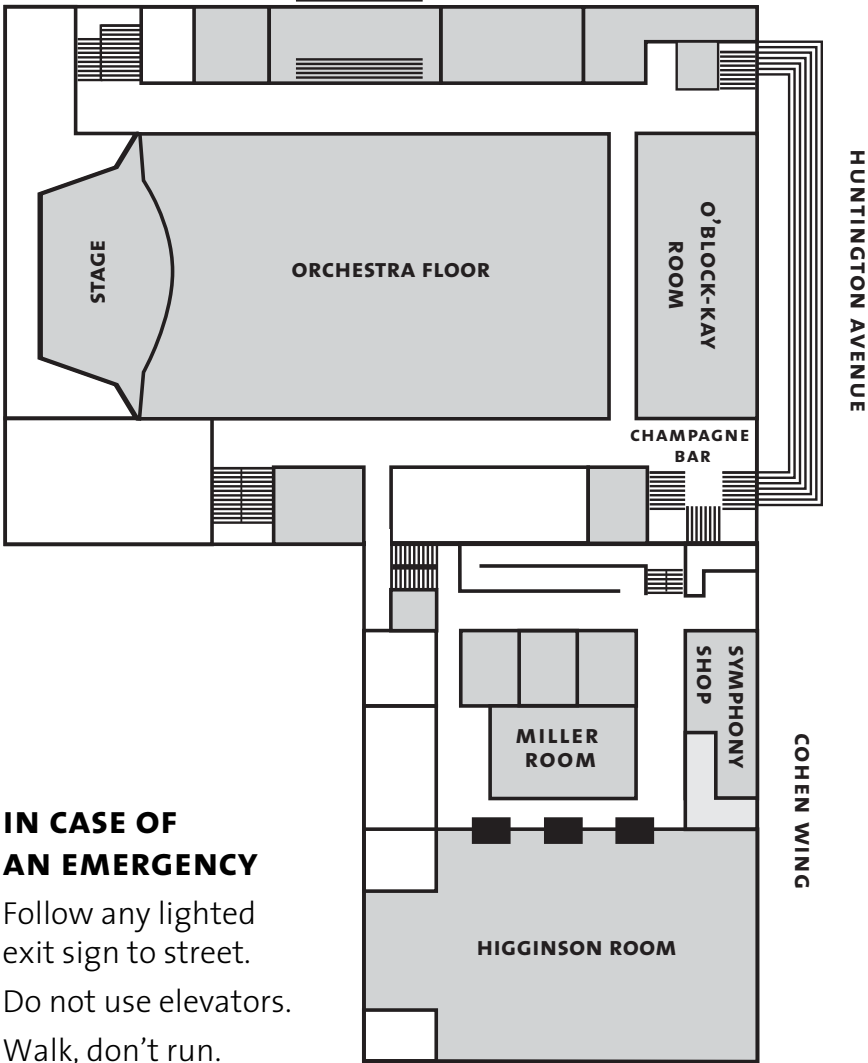 STAGE
ORCHESTRA FLOOR
O’BLOCK-KAY
ROOM
HUNTINGTON AVENUE
CHAMPAGNE
BAR
SYMPHONY
SHOP
MILLER
ROOM
COHEN WING
HIGGINSON ROOM
IN CASE OF
AN EMERGENCY
Follow any lighted
exit sign to street.
Do not use elevators.
Walk, don’t run.